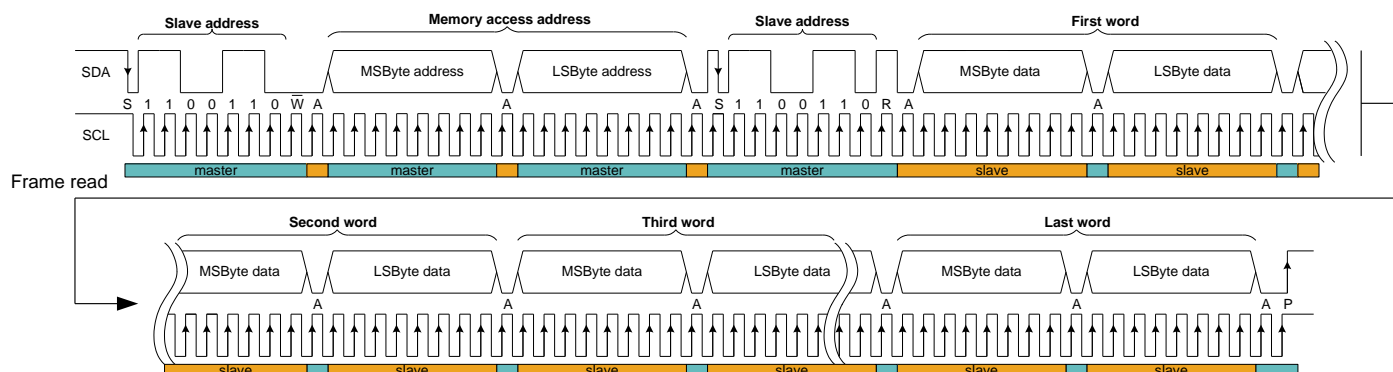 Slave address Memory access address Slave address First word
SDA MSByte address LSByte address MSByte data LSByte data
S 1 1 0 0 1 1 0 W̅ A A A S 1 1 0 0 1 1 0 R A A
SCL
master master master master slave slave
Frame read
Second word Third word Last word
MSByte data LSByte data MSByte data LSByte data MSByte data LSByte data
A A A A A A P
slave slave slave slave slave slave